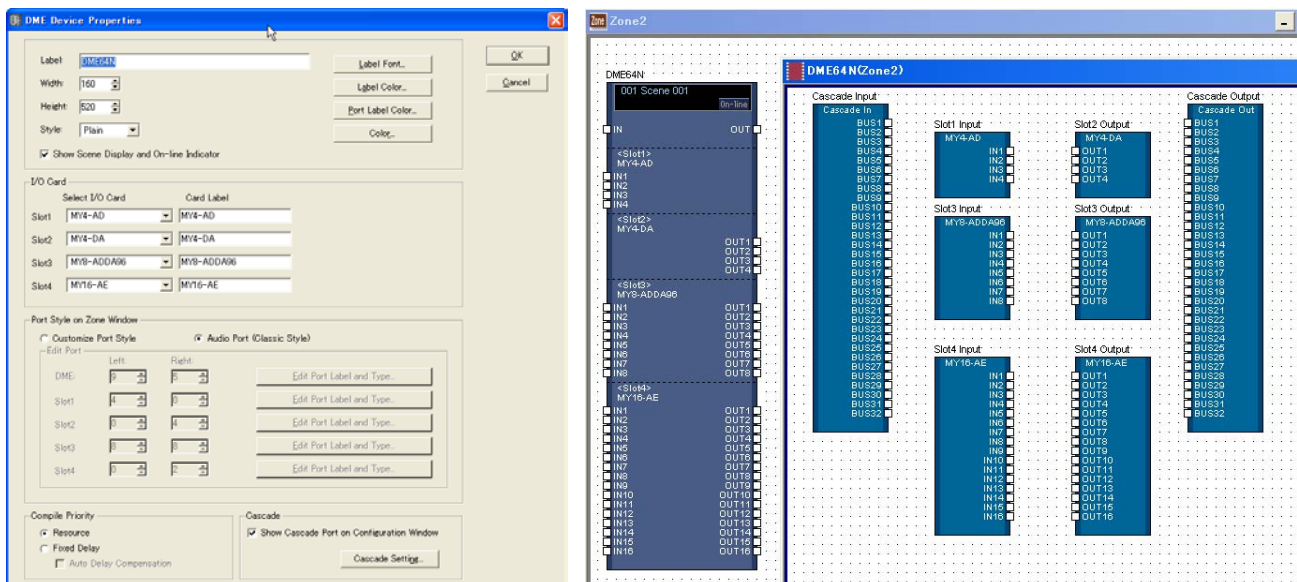 DME Device Properties
Label: DME64N
Width: 160
Height: 520
Style: Plain
Show Scene Display and On-line Indicator
Label Font...
Label Color...
Port Label Color...
Color...
OK
Cancel
I/O Card
Select I/O Card Card Label
Slot1 MY4-AD MY4-AD
Slot2 MY4-DA MY4-DA
Slot3 MY8-ADDA96 MY8-ADDA96
Slot4 MY16-AE MY16-AE
Port Style on Zone Window
Customize Port Style Audio Port (Classic Style)
Edit Port
Left: Right:
DME: 9 5 Edit Port Label and Type...
Slot1 4 0 Edit Port Label and Type...
Slot2 0 4 Edit Port Label and Type...
Slot3 8 8 Edit Port Label and Type...
Slot4 0 2 Edit Port Label and Type...
Compile Priority
Resource
Fixed Delay
Auto Delay Compensation
Cascade
Show Cascade Port on Configuration Window
Cascade Setting...
Zone Zone2
DME64N:
001 Scene 001
On-line
IN OUT
<Slot1>
MY4-AD
IN1
IN2
IN3
IN4
<Slot2>
MY4-DA
OUT1
OUT2
OUT3
OUT4
<Slot3>
MY8-ADDA96
IN1 OUT1
IN2 OUT2
IN3 OUT3
IN4 OUT4
IN5 OUT5
IN6 OUT6
IN7 OUT7
IN8 OUT8
<Slot4>
MY16-AE
IN1 OUT1
IN2 OUT2
IN3 OUT3
IN4 OUT4
IN5 OUT5
IN6 OUT6
IN7 OUT7
IN8 OUT8
IN9 OUT9
IN10 OUT10
IN11 OUT11
IN12 OUT12
IN13 OUT13
IN14 OUT14
IN15 OUT15
IN16 OUT16
DME64N(Zone2)
Cascade Input:
Cascade In
BUS1
BUS2
BUS3
BUS4
BUS5
BUS6
BUS7
BUS8
BUS9
BUS10
BUS11
BUS12
BUS13
BUS14
BUS15
BUS16
BUS17
BUS18
BUS19
BUS20
BUS21
BUS22
BUS23
BUS24
BUS25
BUS26
BUS27
BUS28
BUS29
BUS30
BUS31
BUS32
Slot1 Input:
MY4-AD
IN1
IN2
IN3
IN4
Slot2 Output:
MY4-DA
OUT1
OUT2
OUT3
OUT4
Slot3 Input:
MY8-ADDA96
IN1
IN2
IN3
IN4
IN5
IN6
IN7
IN8
Slot3 Output:
MY8-ADDA96
OUT1
OUT2
OUT3
OUT4
OUT5
OUT6
OUT7
OUT8
Slot4 Input:
MY16-AE
IN1
IN2
IN3
IN4
IN5
IN6
IN7
IN8
IN9
IN10
IN11
IN12
IN13
IN14
IN15
IN16
Slot4 Output:
MY16-AE
OUT1
OUT2
OUT3
OUT4
OUT5
OUT6
OUT7
OUT8
OUT9
OUT10
OUT11
OUT12
OUT13
OUT14
OUT15
OUT16
Cascade Output:
Cascade Out
BUS1
BUS2
BUS3
BUS4
BUS5
BUS6
BUS7
BUS8
BUS9
BUS10
BUS11
BUS12
BUS13
BUS14
BUS15
BUS16
BUS17
BUS18
BUS19
BUS20
BUS21
BUS22
BUS23
BUS24
BUS25
BUS26
BUS27
BUS28
BUS29
BUS30
BUS31
BUS32